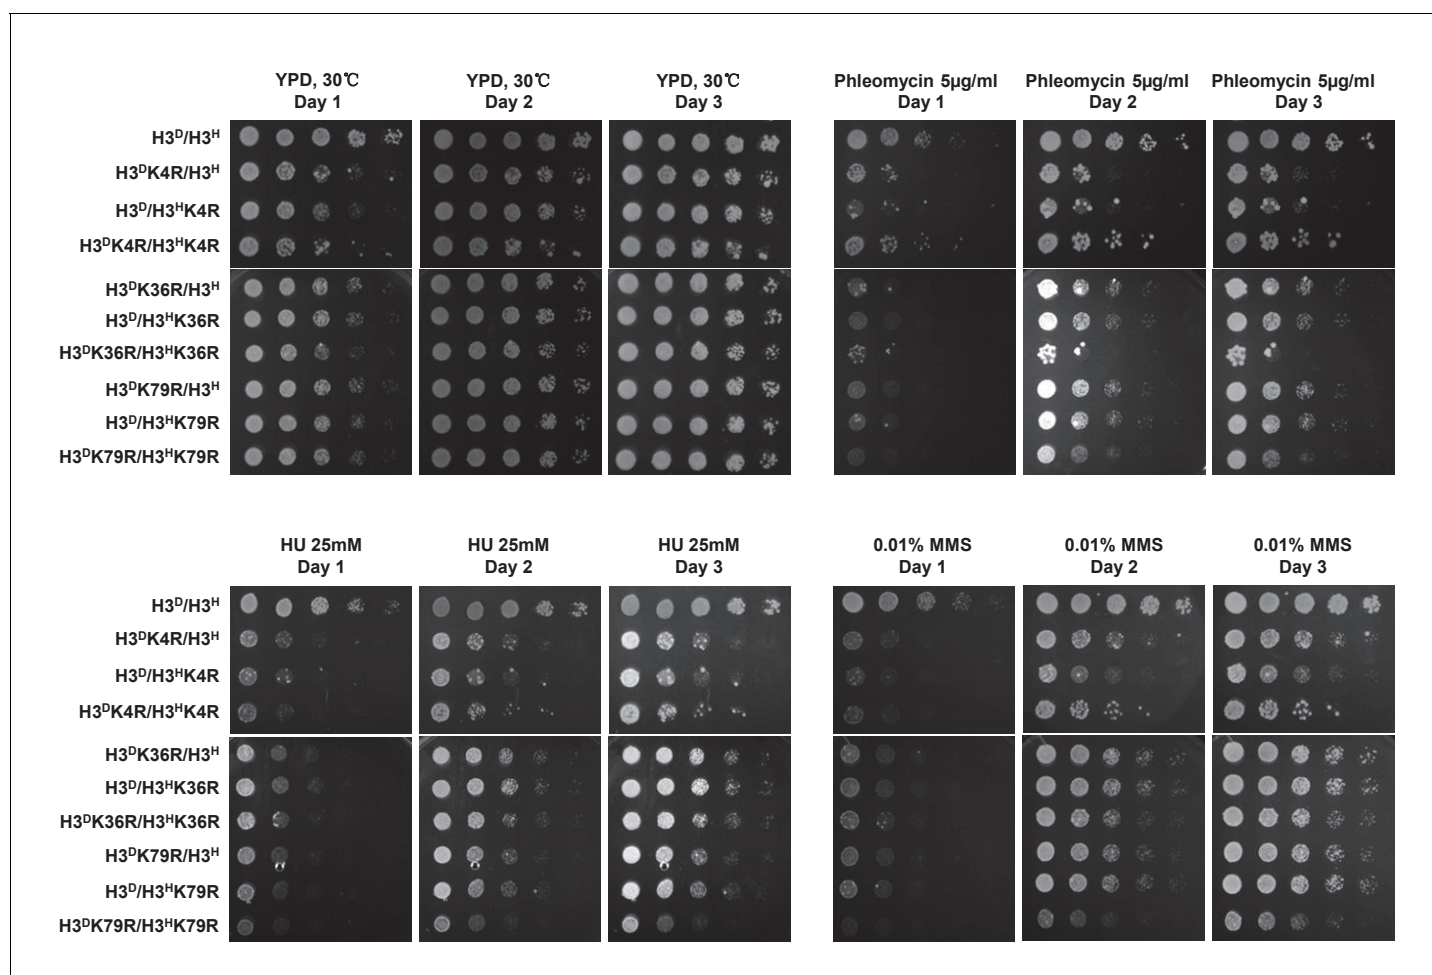 YPD, 30℃ YPD, 30℃ YPD, 30℃ Phleomycin 5µg/ml Phleomycin 5µg/ml Phleomycin 5µg/ml
Day 1 Day 2 Day 3 Day 1 Day 2 Day 3
H3ᴰ/H3ᴴ
H3ᴰK4R/H3ᴴ
H3ᴰ/H3ᴴK4R
H3ᴰK4R/H3ᴴK4R
H3ᴰK36R/H3ᴴ
H3ᴰ/H3ᴴK36R
H3ᴰK36R/H3ᴴK36R
H3ᴰK79R/H3ᴴ
H3ᴰ/H3ᴴK79R
H3ᴰK79R/H3ᴴK79R
HU 25mM HU 25mM HU 25mM 0.01% MMS 0.01% MMS 0.01% MMS
Day 1 Day 2 Day 3 Day 1 Day 2 Day 3
H3ᴰ/H3ᴴ
H3ᴰK4R/H3ᴴ
H3ᴰ/H3ᴴK4R
H3ᴰK4R/H3ᴴK4R
H3ᴰK36R/H3ᴴ
H3ᴰ/H3ᴴK36R
H3ᴰK36R/H3ᴴK36R
H3ᴰK79R/H3ᴴ
H3ᴰ/H3ᴴK79R
H3ᴰK79R/H3ᴴK79R